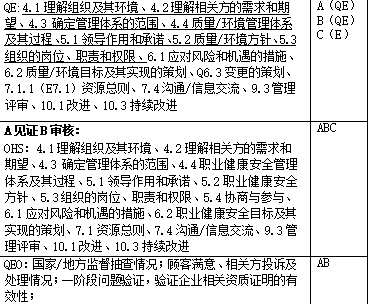 QE:4.1理解组织及其环境、4.2理解相关方的需求和期
望、4.3 确定管理体系的范围、4.4 质量/环境管理体系
及其过程、5.1 领导作用和承诺、5.2 质量/环境方针、5.3
组织的岗位、职责和权限、6.1 应对风险和机遇的措施、
6.2 质量/环境目标及其实现的策划、Q6.3 变更的策划、
7.1.1（E7.1）资源总则、7.4 沟通/信息交流、9.3 管理
评审、10.1 改进、10.3 持续改进
A（QE）
B（QE）
C（E）
A 见证 B 审核：
OHS：4.1 理解组织及其环境、4.2 理解相关方的需求和
期望、4.3 确定管理体系的范围、4.4 职业健康安全管理
体系及其过程、5.1 领导作用和承诺、5.2 职业健康安全
方针、5.3 组织的岗位、职责和权限、5.4 协商与参与、
6.1 应对风险和机遇的措施、6.2 职业健康安全目标及其
实现的策划、7.1 资源总则、7.4 沟通/信息交流、9.3 管
理评审、10.1 改进、10.3 持续改进
ABC
QEO：国家/地方监督抽查情况；顾客满意、相关方投诉及
处理情况；一阶段问题验证，验证企业相关资质证明的有
效性；
AB